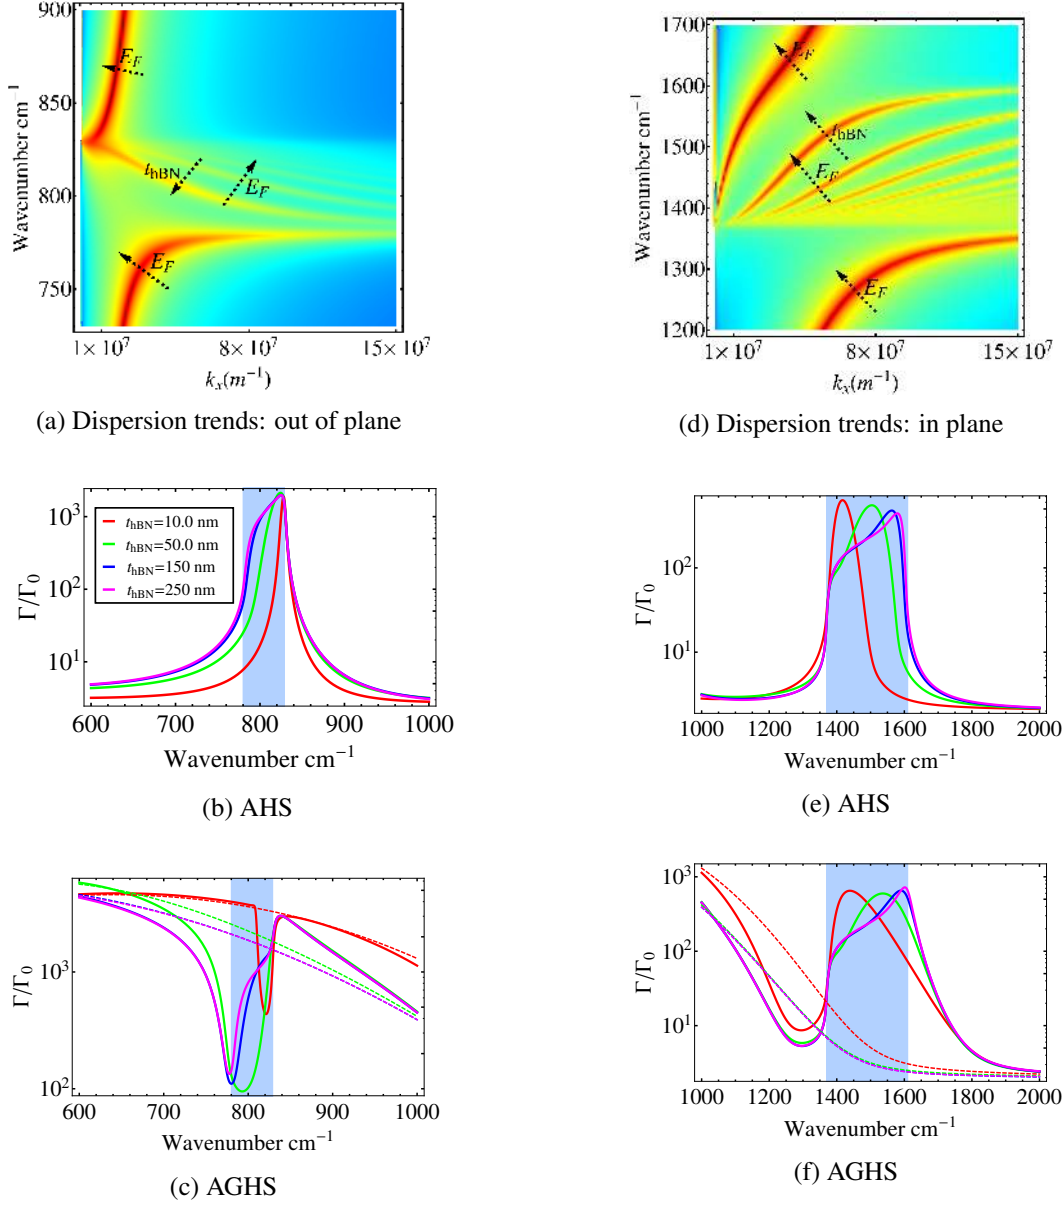 900
850
800
750
Wavenumber cm⁻¹
E_F
t_hBN
E_F
E_F
1×10⁷ 8×10⁷ 15×10⁷
k_x(m⁻¹)
(a) Dispersion trends: out of plane
1700
1600
1500
1400
1300
1200
Wavenumber cm⁻¹
E_F
t_hBN
E_F
E_F
1×10⁷ 8×10⁷ 15×10⁷
k_x(m⁻¹)
(d) Dispersion trends: in plane
10³
10²
10¹
Γ/Γ₀
t_hBN=10.0 nm
t_hBN=50.0 nm
t_hBN=150 nm
t_hBN=250 nm
600 700 800 900 1000
Wavenumber cm⁻¹
(b) AHS
10²
10¹
Γ/Γ₀
1000 1200 1400 1600 1800 2000
Wavenumber cm⁻¹
(e) AHS
10³
10²
Γ/Γ₀
600 700 800 900 1000
Wavenumber cm⁻¹
(c) AGHS
10³
10²
10¹
Γ/Γ₀
1000 1200 1400 1600 1800 2000
Wavenumber cm⁻¹
(f) AGHS